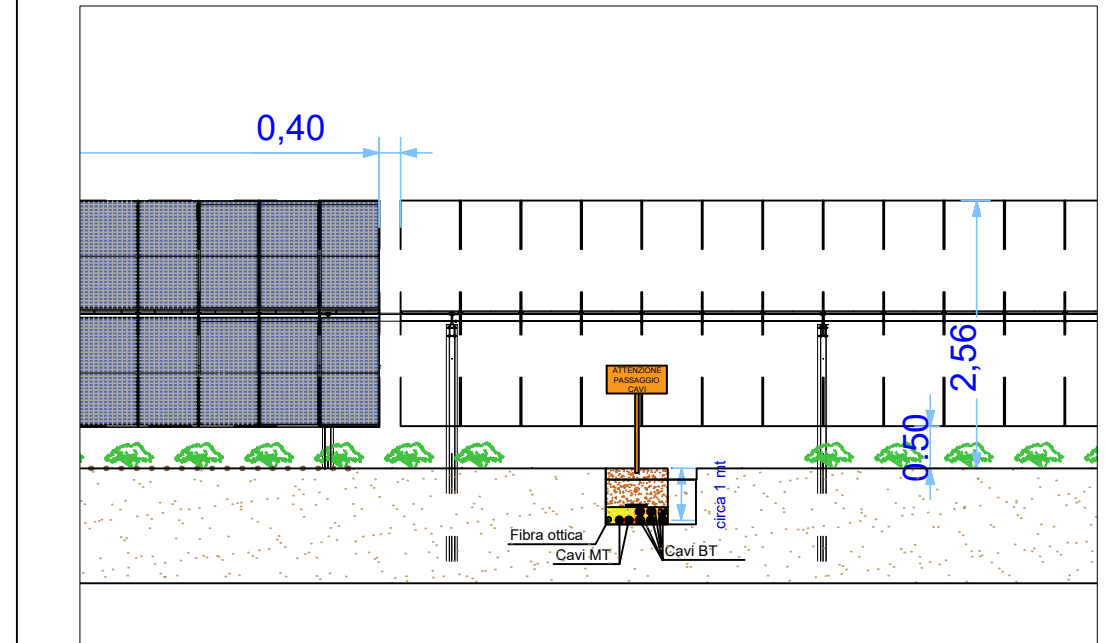 0,40
ATTENZIONE
PASSAGGIO
CAVI
2,56
0.50
circa 1 mt
Fibra ottica
Cavi MT
Cavi BT